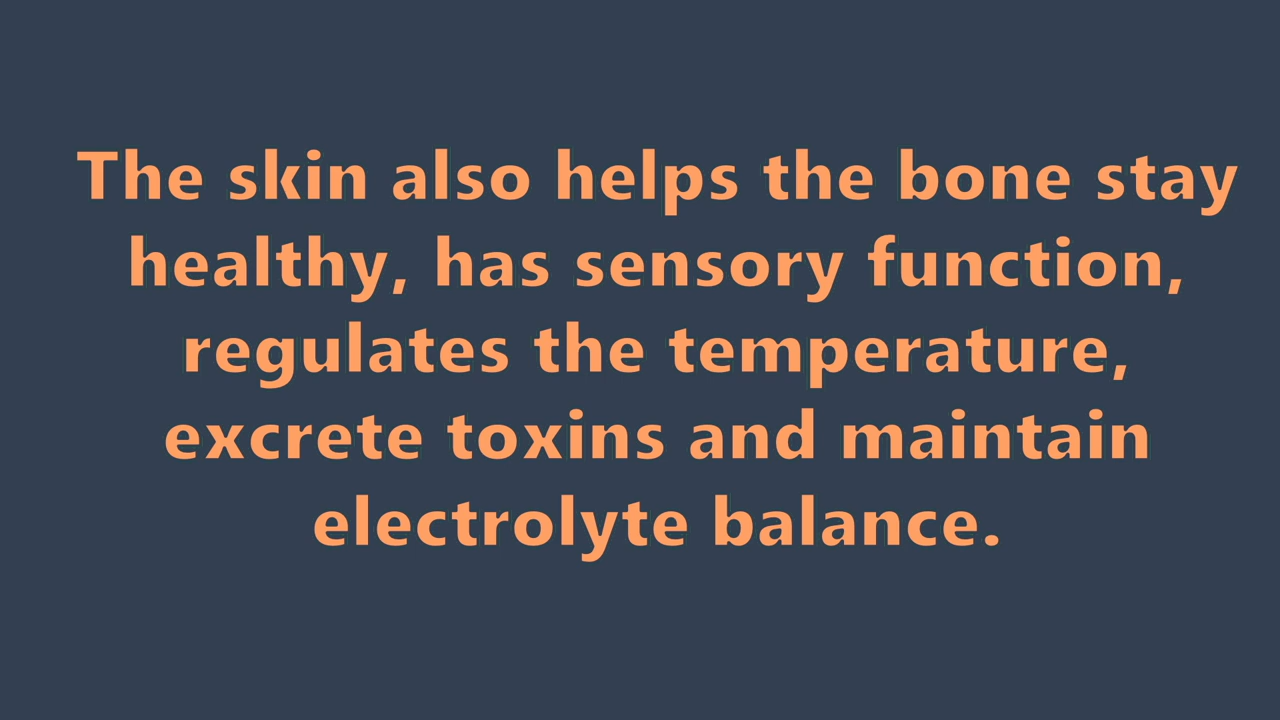 The skin also helps the bone stay
healthy, has sensory function,
regulates the temperature,
excrete toxins and maintain
electrolyte balance.